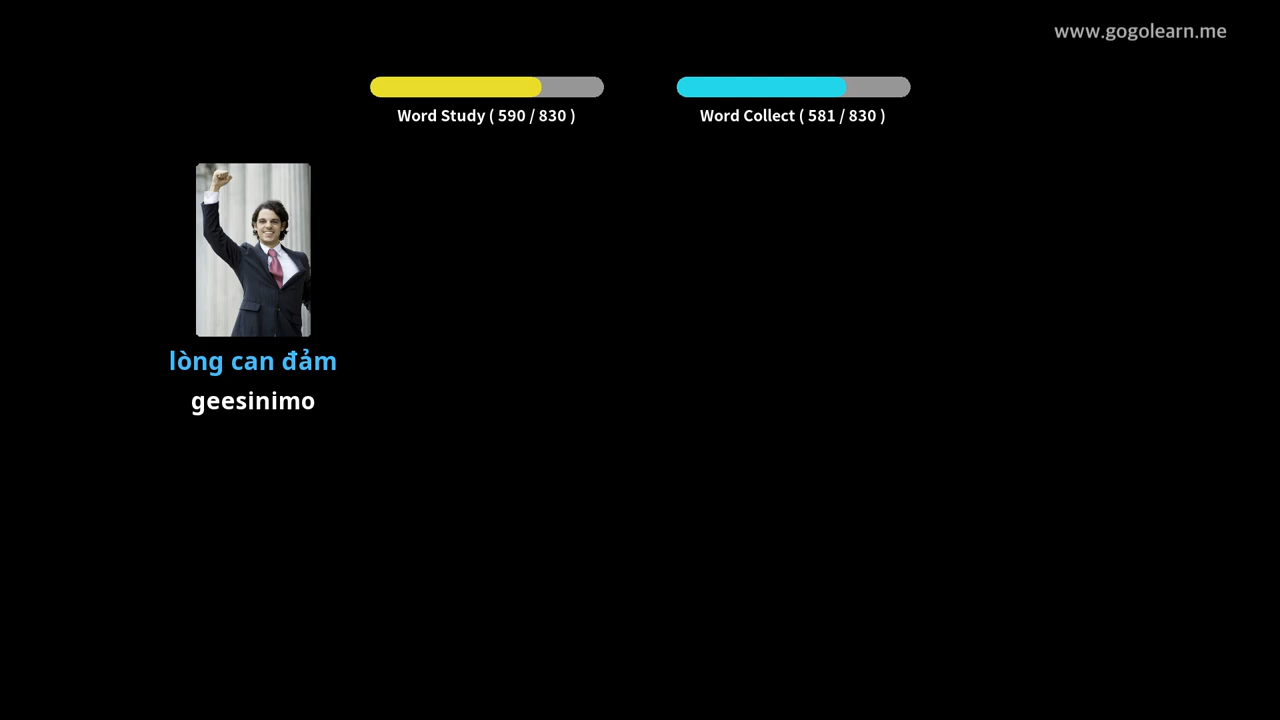 www.gogolearn.me
Word Study ( 590 / 830 )
Word Collect ( 581 / 830 )
lòng can đảm
geesinimo